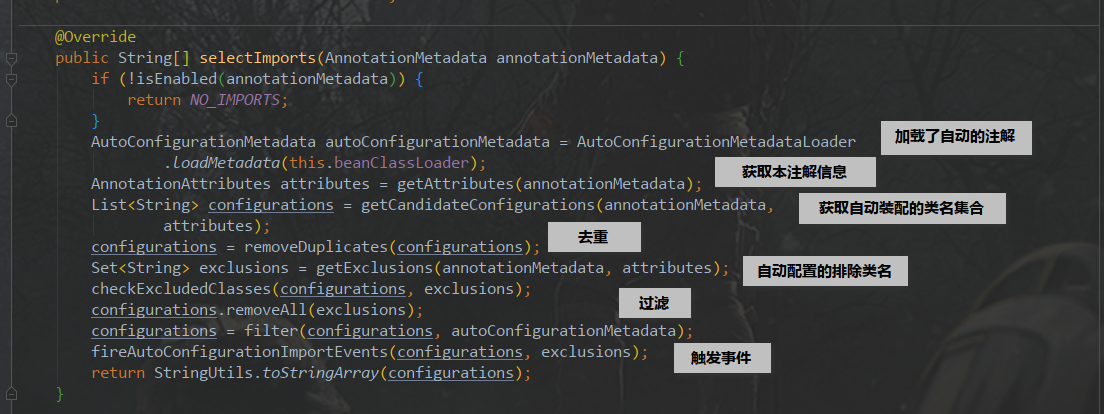 @Override
public String[] selectImports(AnnotationMetadata annotationMetadata) {
if (!isEnabled(annotationMetadata)) {
return NO_IMPORTS;
}
AutoConfigurationMetadata autoConfigurationMetadata = AutoConfigurationMetadataLoader
加载了自动的注解
.loadMetadata(this.beanClassLoader);
获取本注解信息
AnnotationAttributes attributes = getAttributes(annotationMetadata);
List<String> configurations = getCandidateConfigurations(annotationMetadata,
获取自动装配的类名集合
attributes);
去重
configurations = removeDuplicates(configurations);
Set<String> exclusions = getExclusions(annotationMetadata, attributes);
自动配置的排除类名
checkExcludedClasses(configurations, exclusions);
过滤
configurations.removeAll(exclusions);
configurations = filter(configurations, autoConfigurationMetadata);
fireAutoConfigurationImportEvents(configurations, exclusions);
触发事件
return StringUtils.toStringArray(configurations);
}